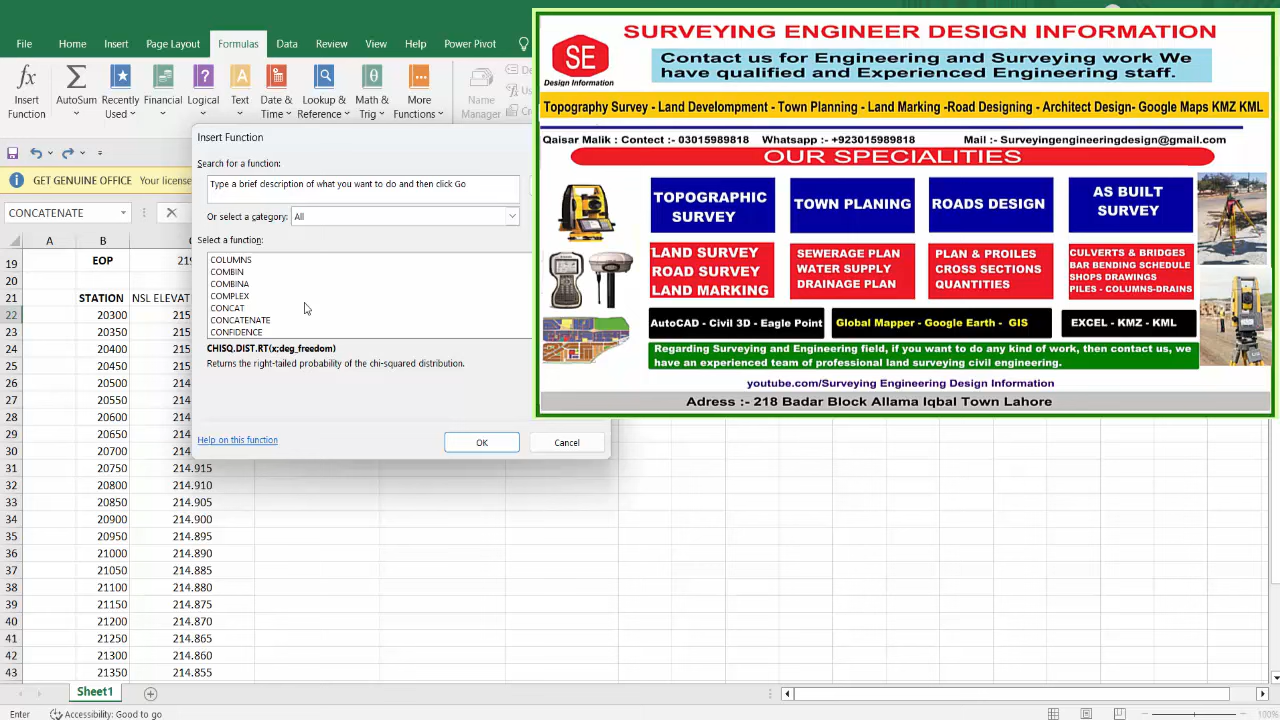 File Home Insert Page Layout Formulas Data Review View Help Power Pivot
Insert AutoSum Recently Financial Logical Text Date & Lookup & Math & More Name
Function Time Reference Trig Functions Manager
Insert Function
Search for a function:
GET GENUINE OFFICE Your license
Type a brief description of what you want to do and then click Go
CONCATENATE
Or select a category: All
Select a function:
COLUMNS
COMBIN
COMBINA
COMPLEX
CONCAT
CONCATENATE
CONFIDENCE
CHISQ.DIST.RT(x;deg_freedom)
Returns the right-tailed probability of the chi-squared distribution.
Help on this function
OK Cancel
A B
19 EOP
20
21 STATION NSL ELEVAT
22 20300
23 20350
24 20400
25 20450
26 20500
27 20550
28 20600
29 20650
30 20700
31 20750 214.915
32 20800 214.910
33 20850 214.905
34 20900 214.900
35 20950 214.895
36 21000 214.890
37 21050 214.885
38 21100 214.880
39 21150 214.875
40 21200 214.870
41 21250 214.865
42 21300 214.860
43 21350 214.855
Sheet1
Enter Accessibility: Good to go 100%
SURVEYING ENGINEER DESIGN INFORMATION
SE
Design Information
Contact us for Engineering and Surveying work We
have qualified and Experienced Engineering staff.
Topography Survey - Land Develompment - Town Planning - Land Marking -Road Designing - Architect Design- Google Maps KMZ KML
Qaisar Malik : Contect :- 03015989818 Whatsapp :- +923015989818 Mail :- Surveyingengineeringdesign@gmail.com
OUR SPECIALITIES
TOPOGRAPHIC
SURVEY
TOWN PLANING
ROADS DESIGN
AS BUILT
SURVEY
LAND SURVEY
ROAD SURVEY
LAND MARKING
SEWERAGE PLAN
WATER SUPPLY
DRAINAGE PLAN
PLAN & PROILES
CROSS SECTIONS
QUANTITIES
CULVERTS & BRIDGES
BAR BENDING SCHEDULE
SHOPS DRAWINGS
PILES - COLUMNS-DRAINS
AutoCAD - Civil 3D - Eagle Point
Global Mapper - Google Earth - GIS
EXCEL - KMZ - KML
Regarding Surveying and Engineering field, if you want to do any kind of work, then contact us, we
have an experienced team of professional land surveying civil engineering.
youtube.com/Surveying Engineering Design Information
Adress :- 218 Badar Block Allama Iqbal Town Lahore